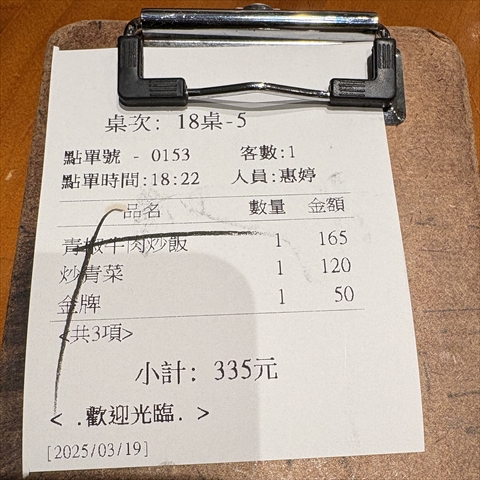 桌次: 18桌-5
點單號 - 0153 客數:1
點單時間:18:22 人員:惠婷
品名 數量 金額
青椒牛肉炒飯 1 165
炒青菜 1 120
金牌 1 50
<共3項>
小計: 335元
< .歡迎光臨. >
[2025/03/19]